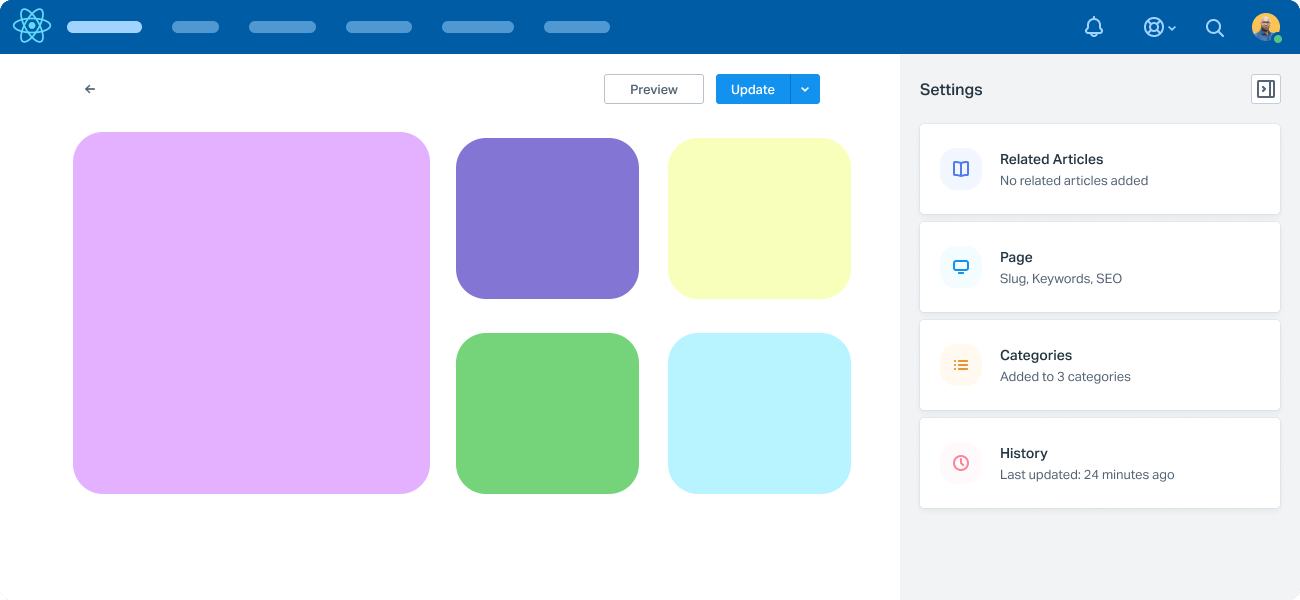 Preview
Update
Settings
Related Articles
No related articles added
Page
Slug, Keywords, SEO
Categories
Added to 3 categories
History
Last updated: 24 minutes ago